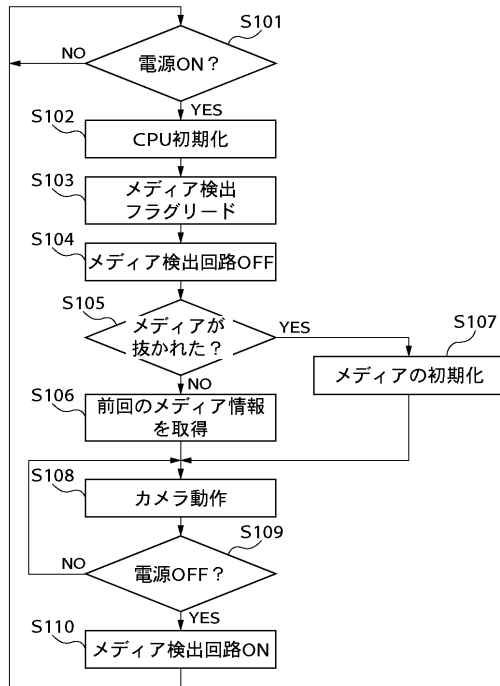 S101
電源ON？
NO
YES
S102
CPU初期化
S103
メディア検出
フラグリード
S104
メディア検出回路OFF
S105
メディアが
抜かれた？
YES
NO
S107
メディアの初期化
S106
前回のメディア情報
を取得
S108
カメラ動作
S109
電源OFF？
NO
YES
S110
メディア検出回路ON